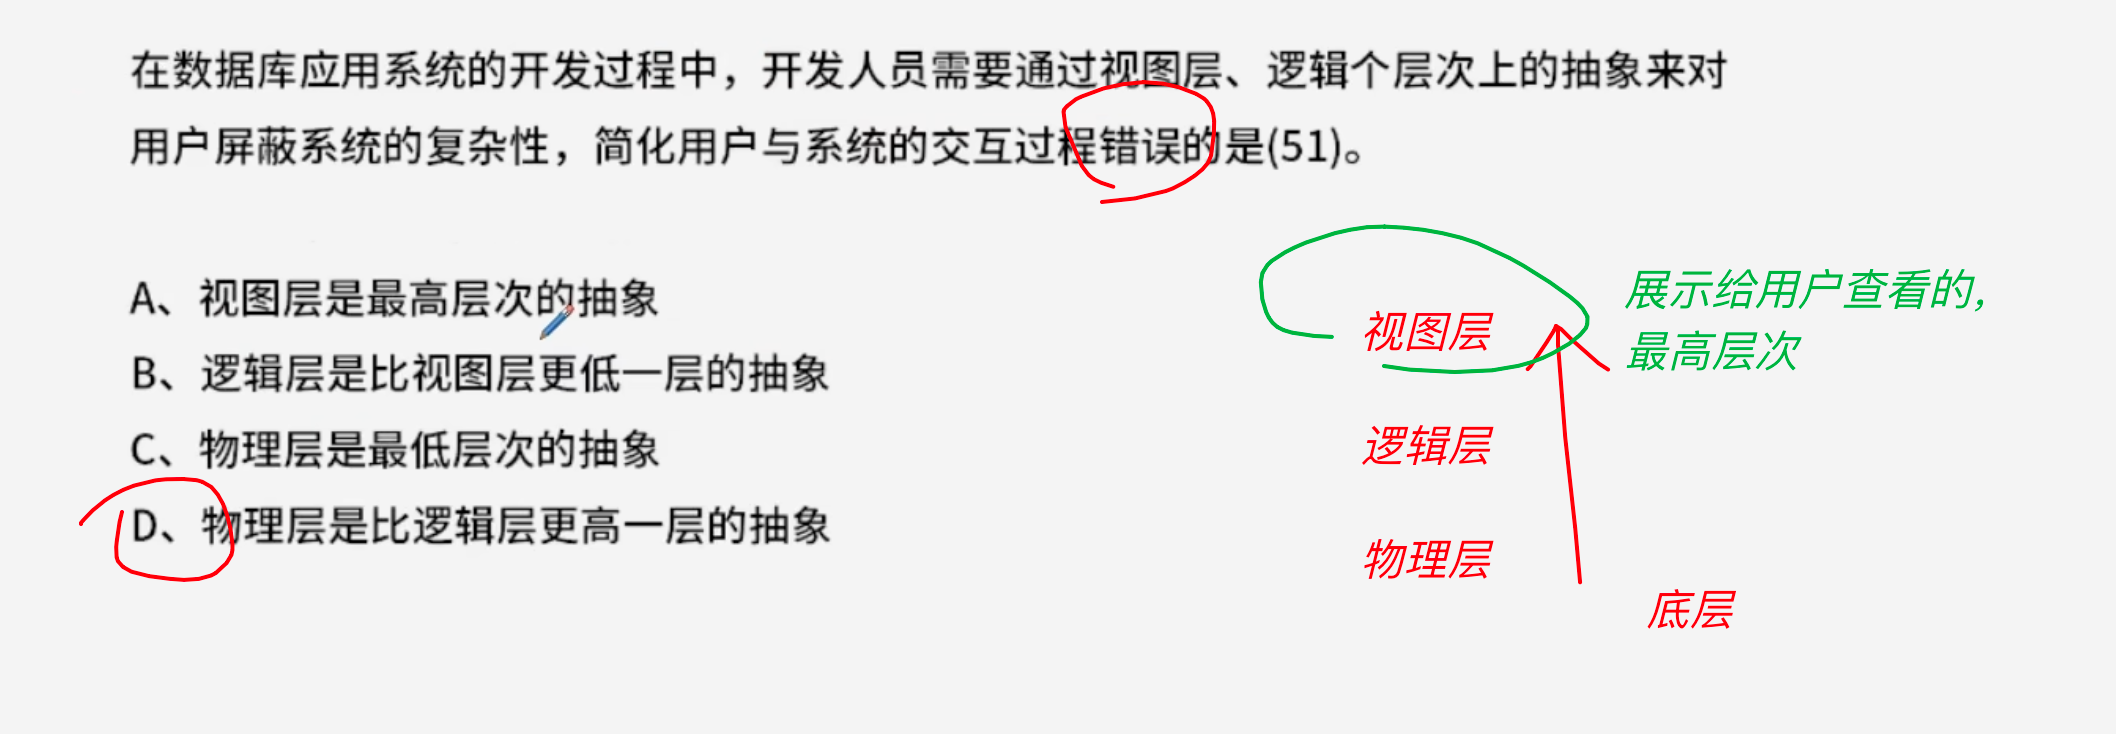 在数据库应用系统的开发过程中，开发人员需要通过视图层、逻辑个层次上的抽象来对
用户屏蔽系统的复杂性，简化用户与系统的交互过程错误的是(51)。
A、视图层是最高层次的抽象
B、逻辑层是比视图层更低一层的抽象
C、物理层是最低层次的抽象
D、物理层是比逻辑层更高一层的抽象
视图层
展示给用户查看的，
最高层次
逻辑层
物理层
底层